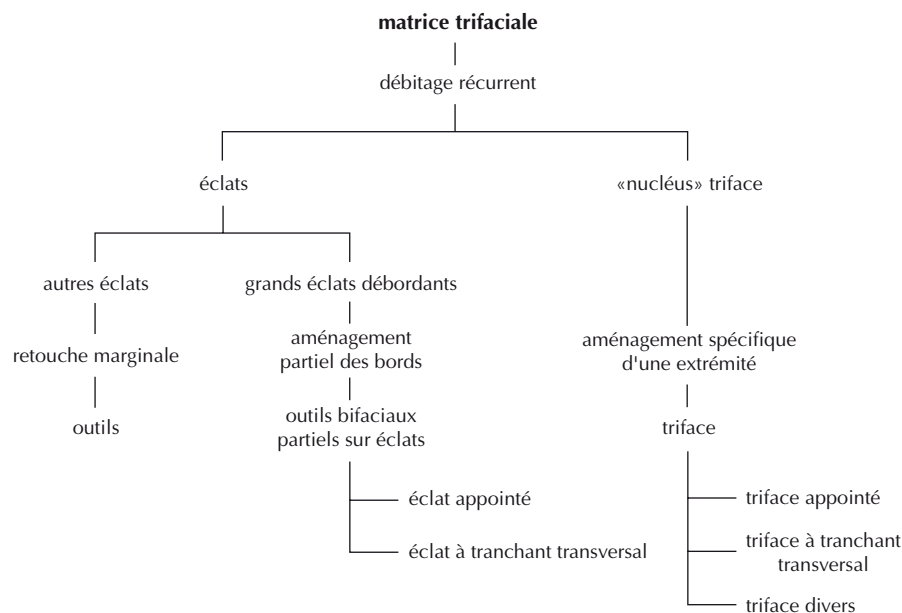 matrice trifaciale
débitage récurrent
éclats
«nucléus» triface
autres éclats
grands éclats débordants
retouche marginale
aménagement
partiel des bords
aménagement spécifique
d'une extrémité
outils
outils bifaciaux
partiels sur éclats
triface
éclat appointé
éclat à tranchant transversal
triface appointé
triface à tranchant
transversal
triface divers